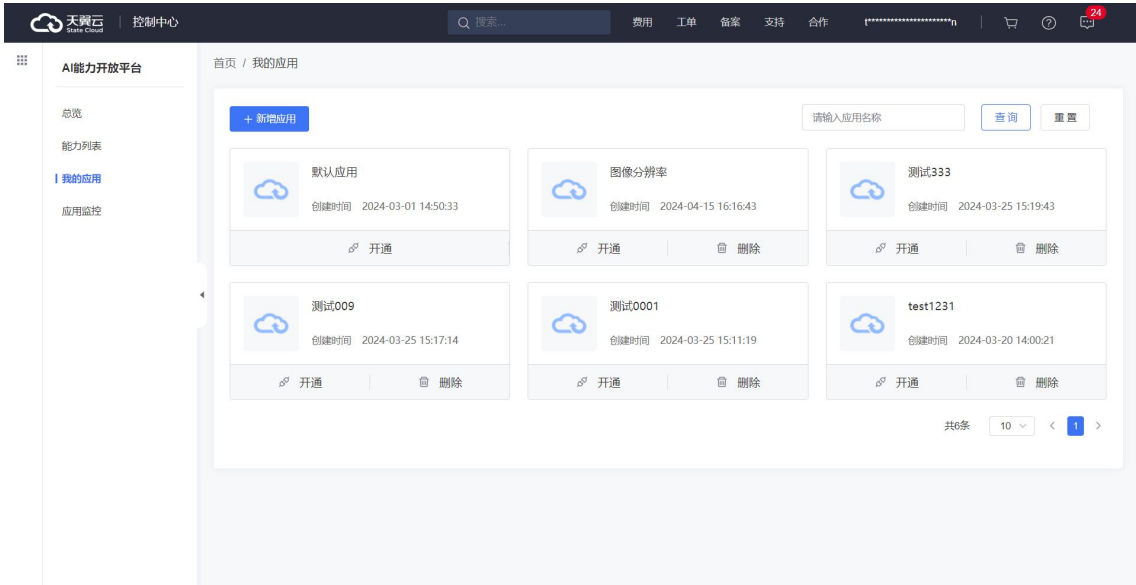 天翼云 State Cloud 控制中心 搜索... 费用 工单 备案 支持 合作 t**********************n 24
AI能力开放平台
总览
能力列表
我的应用
应用监控
首页 / 我的应用
+ 新增应用 请输入应用名称 查询 重置
默认应用
创建时间 2024-03-01 14:50:33
开通
图像分辨率
创建时间 2024-04-15 16:16:43
开通 删除
测试333
创建时间 2024-03-25 15:19:43
开通 删除
测试009
创建时间 2024-03-25 15:17:14
开通 删除
测试0001
创建时间 2024-03-25 15:11:19
开通 删除
test1231
创建时间 2024-03-20 14:00:21
开通 删除
共6条 10 1